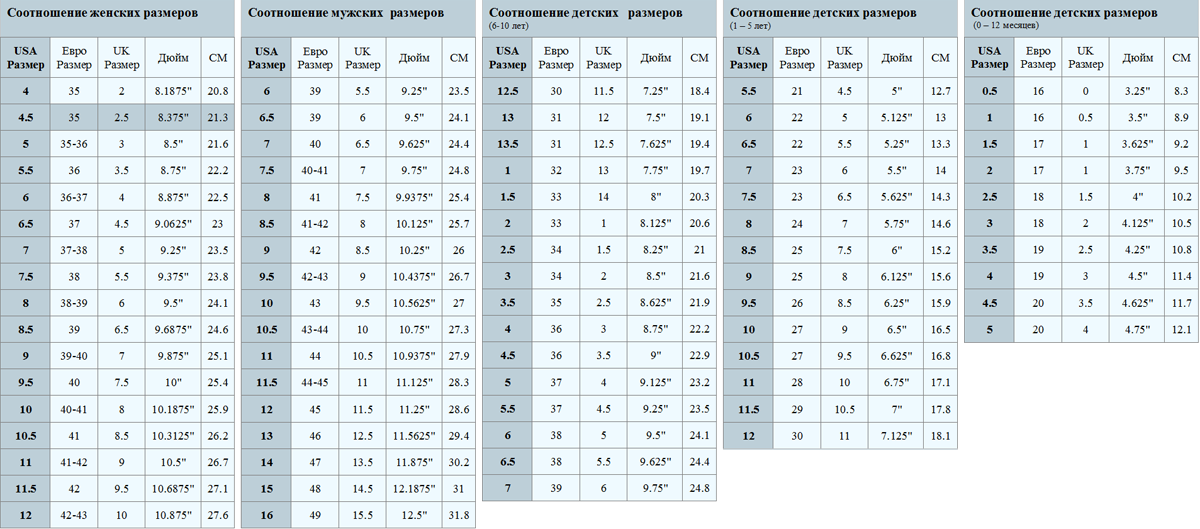 Соотношение женских размеров
USA Размер Евро Размер UK Размер Дюйм СМ
4 35 2 8.1875" 20.8
4.5 35 2.5 8.375" 21.3
5 35-36 3 8.5" 21.6
5.5 36 3.5 8.75" 22.2
6 36-37 4 8.875" 22.5
6.5 37 4.5 9.0625" 23
7 37-38 5 9.25" 23.5
7.5 38 5.5 9.375" 23.8
8 38-39 6 9.5" 24.1
8.5 39 6.5 9.6875" 24.6
9 39-40 7 9.875" 25.1
9.5 40 7.5 10" 25.4
10 40-41 8 10.1875" 25.9
10.5 41 8.5 10.3125" 26.2
11 41-42 9 10.5" 26.7
11.5 42 9.5 10.6875" 27.1
12 42-43 10 10.875" 27.6
Соотношение мужских размеров
USA Размер Евро Размер UK Размер Дюйм СМ
6 39 5.5 9.25" 23.5
6.5 39 6 9.5" 24.1
7 40 6.5 9.625" 24.4
7.5 40-41 7 9.75" 24.8
8 41 7.5 9.9375" 25.4
8.5 41-42 8 10.125" 25.7
9 42 8.5 10.25" 26
9.5 42-43 9 10.4375" 26.7
10 43 9.5 10.5625" 27
10.5 43-44 10 10.75" 27.3
11 44 10.5 10.9375" 27.9
11.5 44-45 11 11.125" 28.3
12 45 11.5 11.25" 28.6
13 46 12.5 11.5625" 29.4
14 47 13.5 11.875" 30.2
15 48 14.5 12.1875" 31
16 49 15.5 12.5" 31.8
Соотношение детских размеров
(6-10 лет)
USA Размер Евро Размер UK Размер Дюйм СМ
12.5 30 11.5 7.25" 18.4
13 31 12 7.5" 19.1
13.5 31 12.5 7.625" 19.4
1 32 13 7.75" 19.7
1.5 33 14 8" 20.3
2 33 1 8.125" 20.6
2.5 34 1.5 8.25" 21
3 34 2 8.5" 21.6
3.5 35 2.5 8.625" 21.9
4 36 3 8.75" 22.2
4.5 36 3.5 9" 22.9
5 37 4 9.125" 23.2
5.5 37 4.5 9.25" 23.5
6 38 5 9.5" 24.1
6.5 38 5.5 9.625" 24.4
7 39 6 9.75" 24.8
Соотношение детских размеров
(1 – 5 лет)
USA Размер Евро Размер UK Размер Дюйм СМ
5.5 21 4.5 5" 12.7
6 22 5 5.125" 13
6.5 22 5.5 5.25" 13.3
7 23 6 5.5" 14
7.5 23 6.5 5.625" 14.3
8 24 7 5.75" 14.6
8.5 25 7.5 6" 15.2
9 25 8 6.125" 15.6
9.5 26 8.5 6.25" 15.9
10 27 9 6.5" 16.5
10.5 27 9.5 6.625" 16.8
11 28 10 6.75" 17.1
11.5 29 10.5 7" 17.8
12 30 11 7.125" 18.1
Соотношение детских размеров
(0 – 12 месяцев)
USA Размер Евро Размер UK Размер Дюйм СМ
0.5 16 0 3.25" 8.3
1 16 0.5 3.5" 8.9
1.5 17 1 3.625" 9.2
2 17 1 3.75" 9.5
2.5 18 1.5 4" 10.2
3 18 2 4.125" 10.5
3.5 19 2.5 4.25" 10.8
4 19 3 4.5" 11.4
4.5 20 3.5 4.625" 11.7
5 20 4 4.75" 12.1